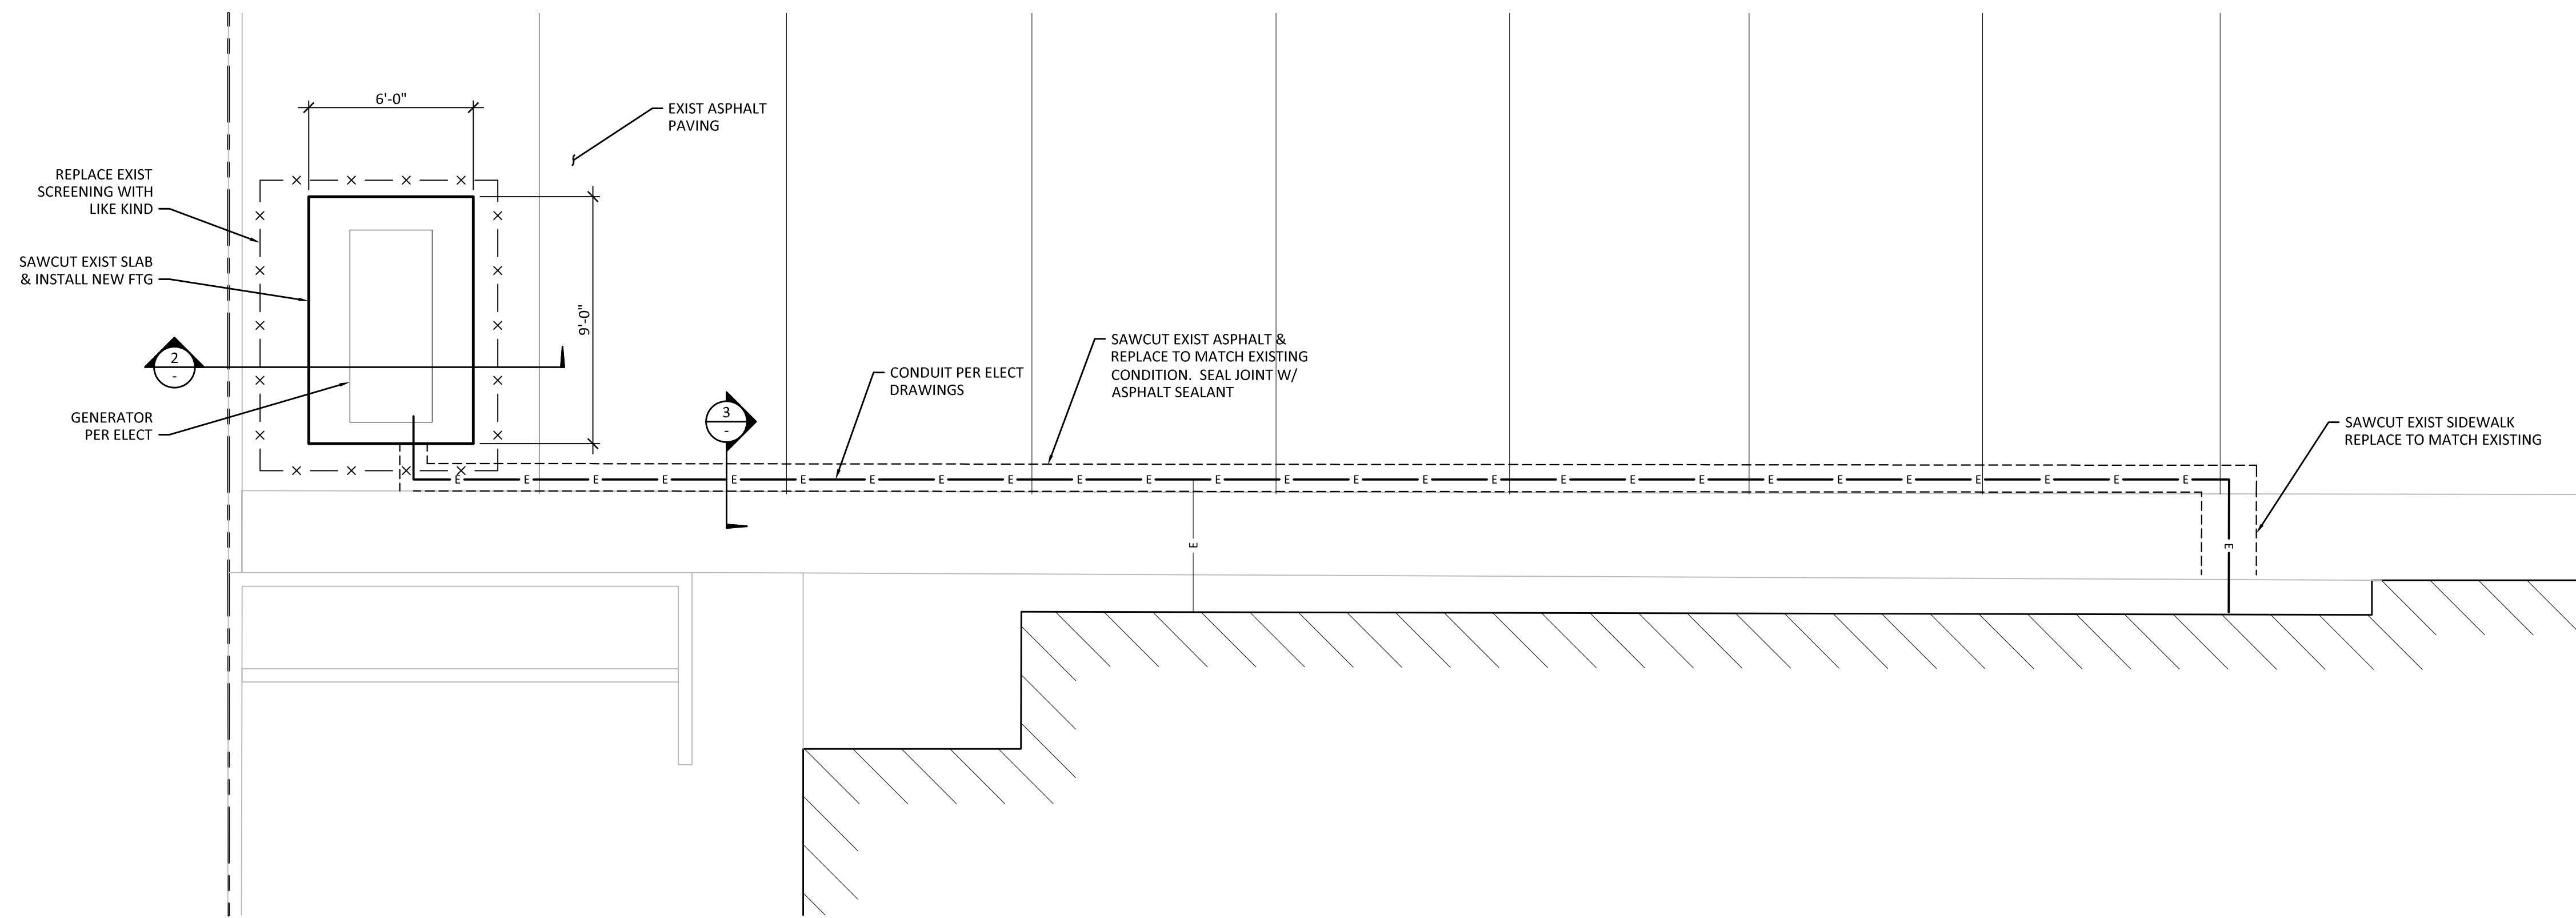 6'-0"
EXIST ASPHALT
PAVING
REPLACE EXIST
SCREENING WITH
LIKE KIND
SAWCUT EXIST SLAB
& INSTALL NEW FTG
9'-0"
2
-
GENERATOR
PER ELECT
3
-
CONDUIT PER ELECT
DRAWINGS
SAWCUT EXIST ASPHALT &
REPLACE TO MATCH EXISTING
CONDITION. SEAL JOINT W/
ASPHALT SEALANT
SAWCUT EXIST SIDEWALK
REPLACE TO MATCH EXISTING
E E E E E E E E E E E E E E E E E E E E E E E E E E
E
E